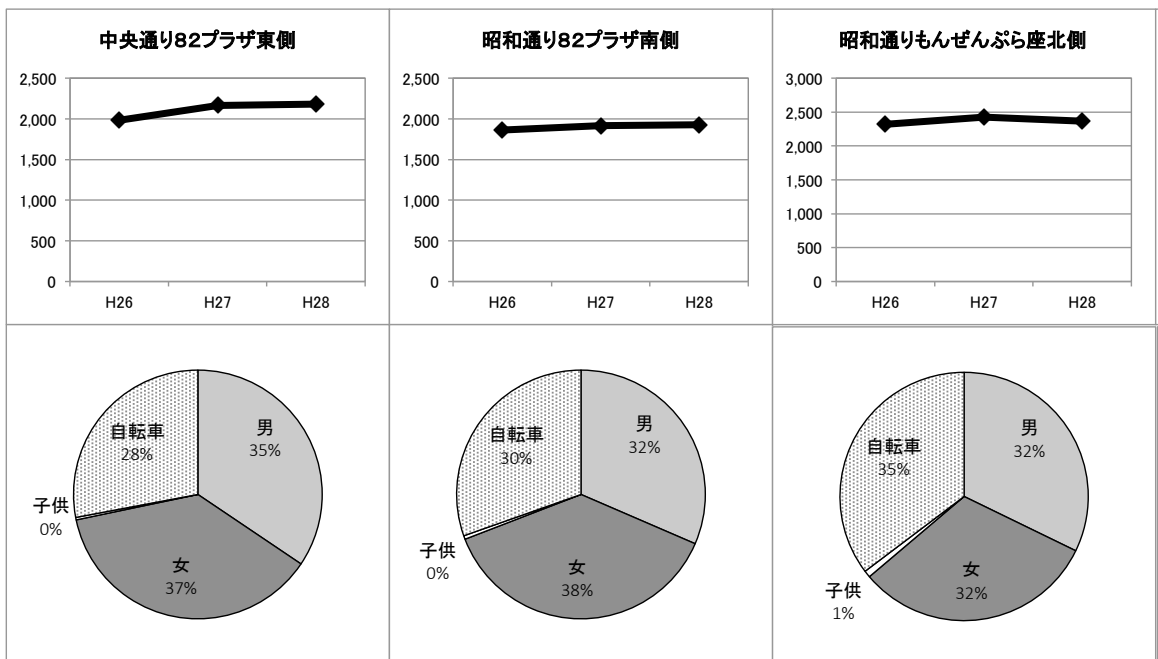 中央通り82プラザ東側
2,500
2,000
1,500
1,000
500
0
H26 H27 H28
昭和通り82プラザ南側
2,500
2,000
1,500
1,000
500
0
H26 H27 H28
昭和通りもんぜんぷら座北側
3,000
2,500
2,000
1,500
1,000
500
0
H26 H27 H28
男
35%
女
37%
子供
0%
自転車
28%
男
32%
女
38%
子供
0%
自転車
30%
男
32%
女
32%
子供
1%
自転車
35%